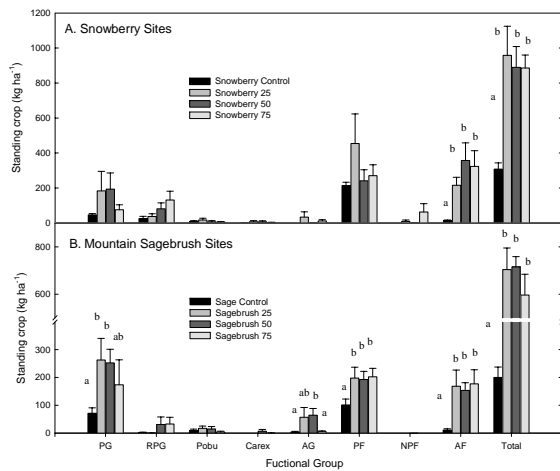 A. Snowberry Sites
Standing crop (kg ha⁻¹)
1200
1000
800
600
400
200
0
Snowberry Control
Snowberry 25
Snowberry 50
Snowberry 75
a
b
b
b
a
b
b
b
B. Mountain Sagebrush Sites
Standing crop (kg ha⁻¹)
800
600
300
200
100
0
Sage Control
Sagebrush 25
Sagebrush 50
Sagebrush 75
a
b
b
ab
a
ab
b
a
a
b
b
b
a
b
b
b
a
b
b
b
PG RPG Pobu Carex AG PF NPF AF Total
Fuctional Group